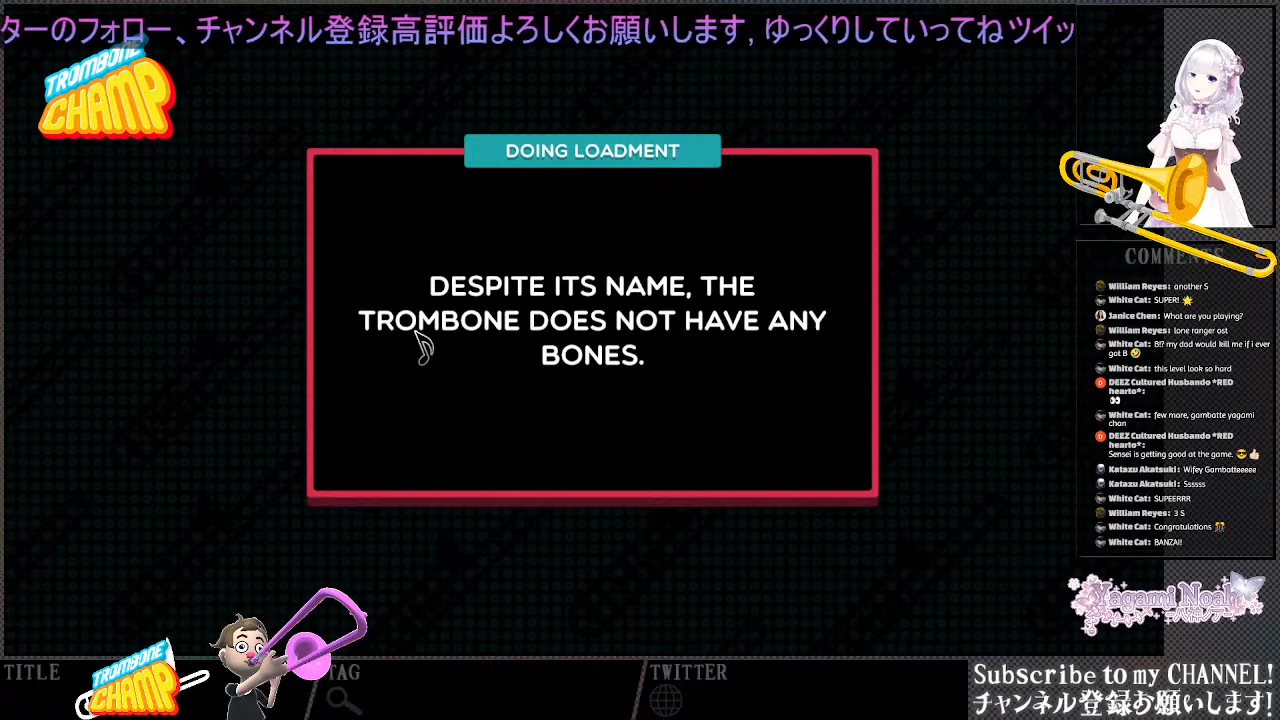 ターのフォロー、チャンネル登録高評価よろしくお願いします, ゆっくりしていってねツイッ
TROMBONE
CHAMP
DOING LOADMENT
DESPITE ITS NAME, THE
TROMBONE DOES NOT HAVE ANY
BONES.
COMMENTS
William Reyes: another S
White Cat: SUPER! 🌟
Janice Chen: What are you playing?
William Reyes: lone ranger ost
White Cat: B!? my dad would kill me if i ever
got B 🤣
White Cat: this level look so hard
DEEZ Cultured Husbando *RED
hearto*:
👀
White Cat: few more, gambatte yagami
chan
DEEZ Cultured Husbando *RED
hearto*:
Sensei is getting good at the game. 😎👍🏻
Katazu Akatsuki: Wifey Gambatteeeee
Katazu Akatsuki: Sssss
White Cat: SUPERRR
William Reyes: 3 S
White Cat: Congratulations 🎊
White Cat: BANZAI!
Yagami Noah
八神ノアー
TITLE
TROMBONE
CHAMP
TAG
TWITTER
Subscribe to my CHANNEL!
チャンネル登録お願いします!